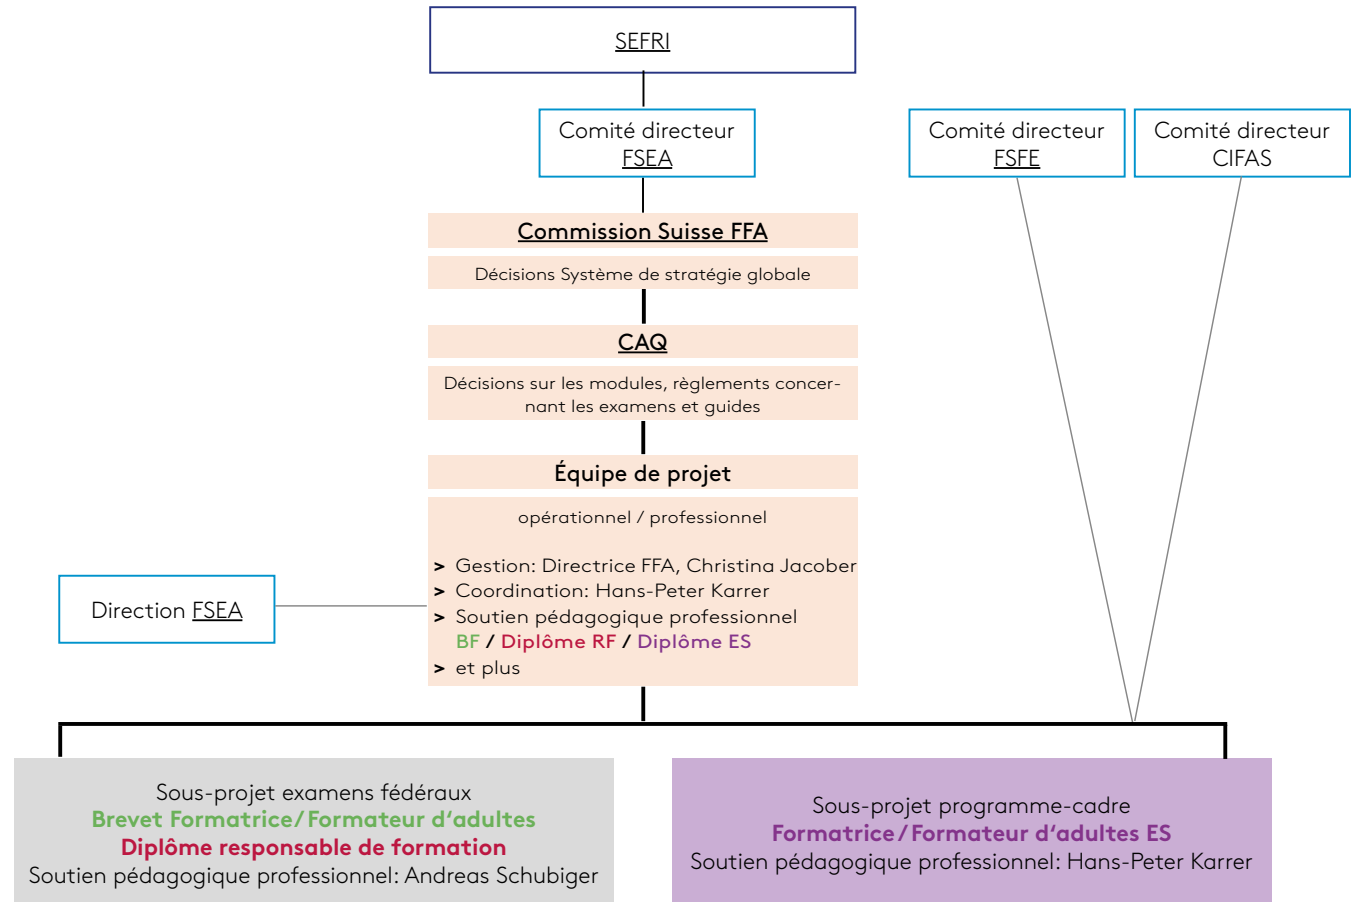 SEFRI
Comité directeur
FSEA
Comité directeur
FSFE
Comité directeur
CIFAS
Commission Suisse FFA
Décisions Système de stratégie globale
CAQ
Décisions sur les modules, règlements concer-
nant les examens et guides
Équipe de projet
opérationnel / professionnel
> Gestion: Directrice FFA, Christina Jacober
> Coordination: Hans-Peter Karrer
> Soutien pédagogique professionnel
BF / Diplôme RF / Diplôme ES
> et plus
Direction FSEA
Sous-projet examens fédéraux
Brevet Formatrice/Formateur d‘adultes
Diplôme responsable de formation
Soutien pédagogique professionnel: Andreas Schubiger
Sous-projet programme-cadre
Formatrice/Formateur d‘adultes ES
Soutien pédagogique professionnel: Hans-Peter Karrer